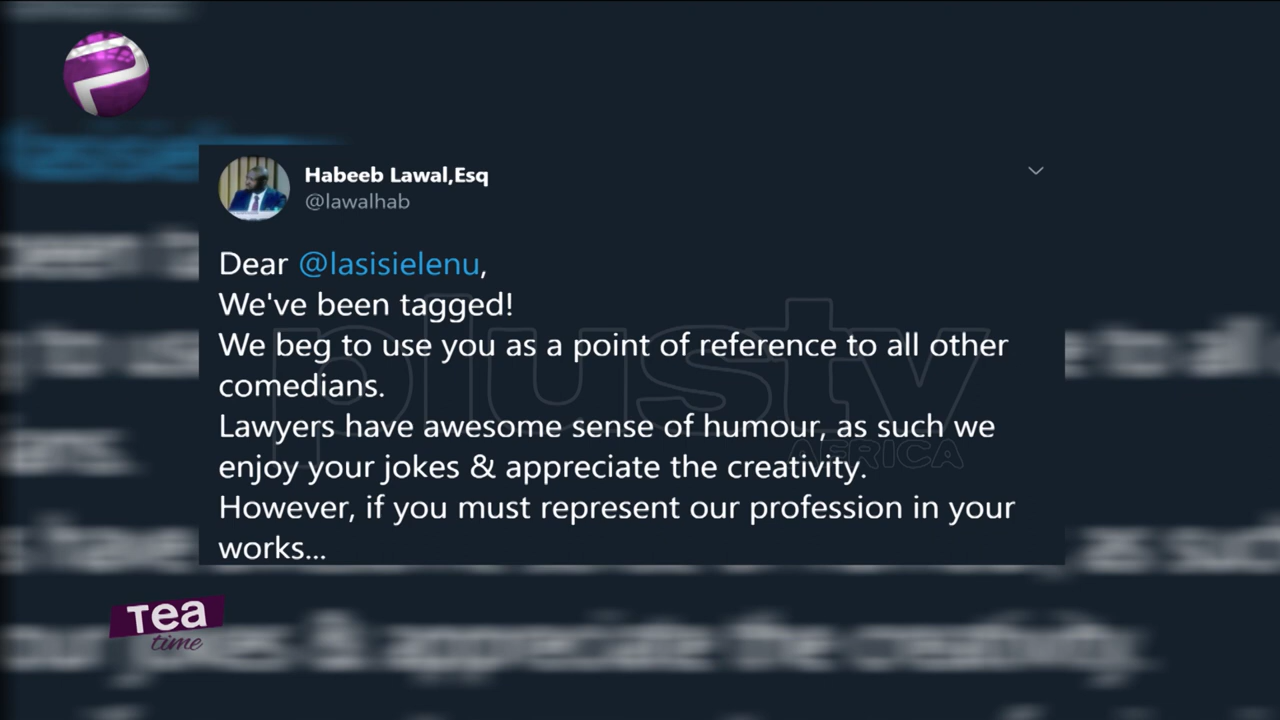 Habeeb Lawal,Esq
@lawalhab
Dear @lasisielenu,
We've been tagged!
We beg to use you as a point of reference to all other
comedians.
Lawyers have awesome sense of humour, as such we
enjoy your jokes & appreciate the creativity.
However, if you must represent our profession in your
works...
plustv
AFRICA
Tea
time